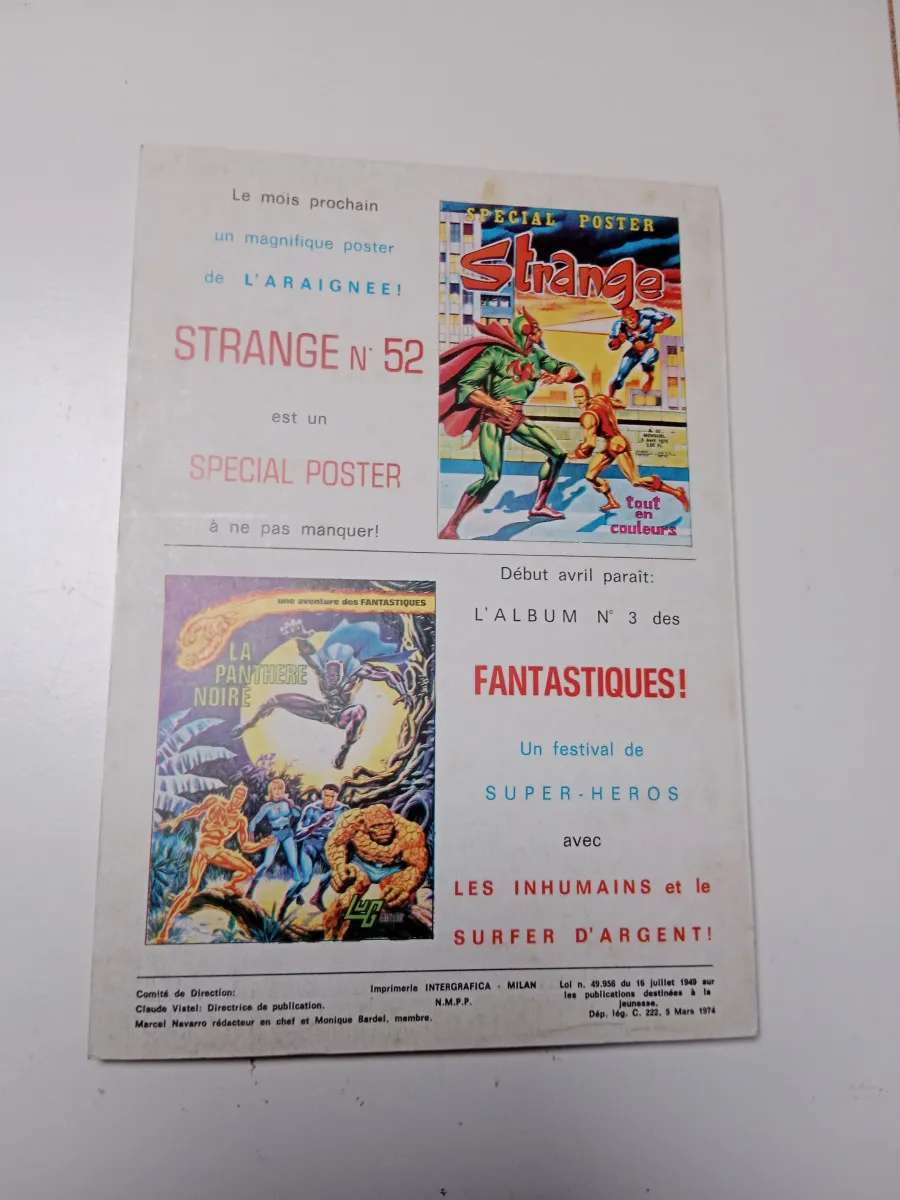 Le mois prochain
un magnifique poster
de L'ARAIGNEE!
STRANGE N° 52
est un
SPECIAL POSTER
à ne pas manquer!
SPECIAL POSTER
Strange
MENSUEL
tout
en
couleurs
une aventure des FANTASTIQUES
LA
PANTHERE
NOIRE
LUG
Début avril paraît:
L'ALBUM N° 3 des
FANTASTIQUES!
Un festival de
SUPER-HEROS
avec
LES INHUMAINS et le
SURFER D'ARGENT!
Comité de Direction:
Claude Vistel: Directrice de publication.
Marcel Navarro rédacteur en chef et Monique Bardel, membre.
Imprimerie INTERGRAFICA - MILAN
N.M.P.P.
Loi n. 49.956 du 16 juillet 1949 sur
les publications destinées à la
jeunesse.
Dép. lég. C. 222, 5 Mars 1974